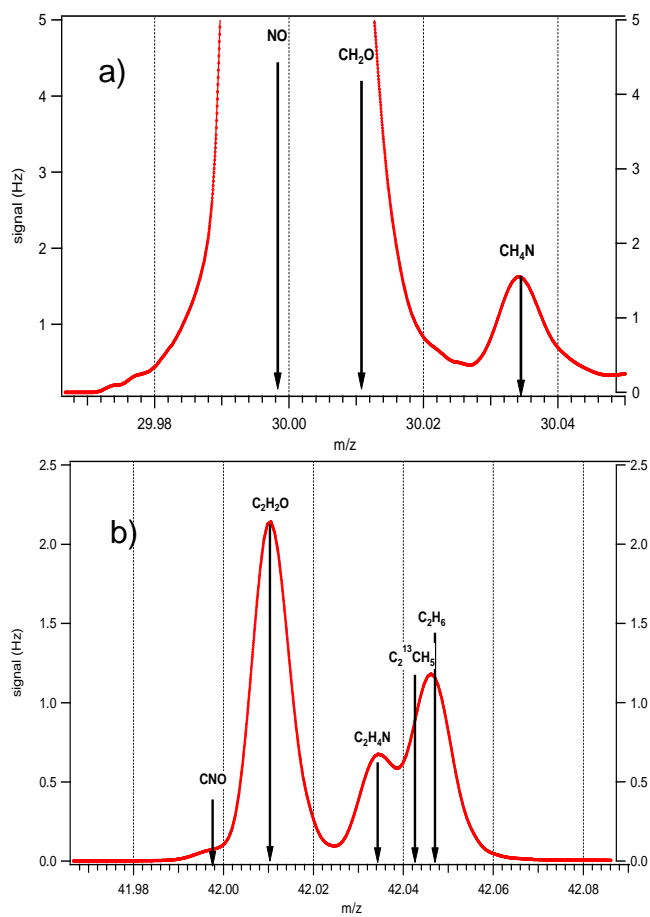 5 5
a) NO
CH₂O
4 4
signal (Hz)
3 3
2 2
CH₄N
1 1
0
29.98 30.00 30.02 30.04
m/z
2.5 2.5
C₂H₂O
b)
2.0 2.0
signal (Hz)
1.5 1.5
C₂H₆
C₂¹³CH₅
1.0 1.0
C₂H₄N
CNO
0.5 0.5
0.0 0.0
41.98 42.00 42.02 42.04 42.06 42.08
m/z